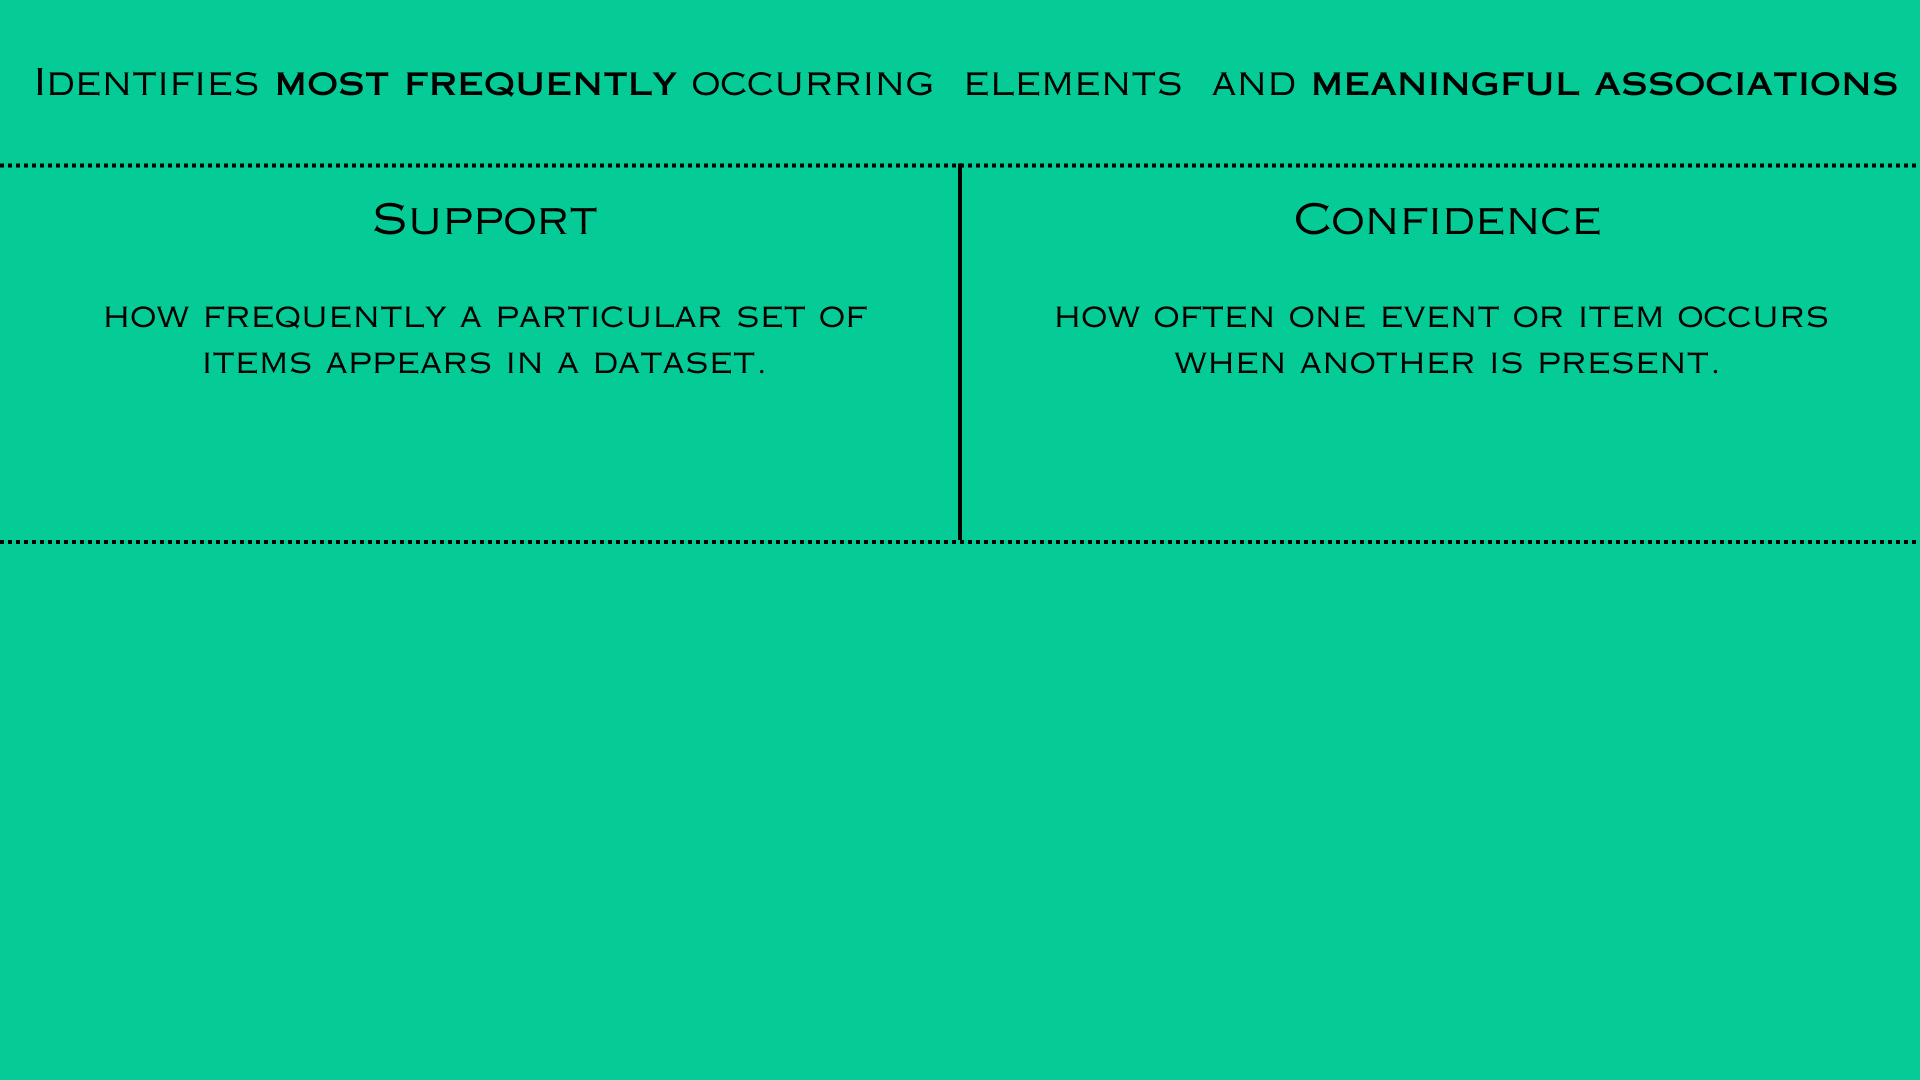 Identifies most frequently occurring elements and meaningful associations
Support
how frequently a particular set of
items appears in a dataset.
Confidence
how often one event or item occurs
when another is present.